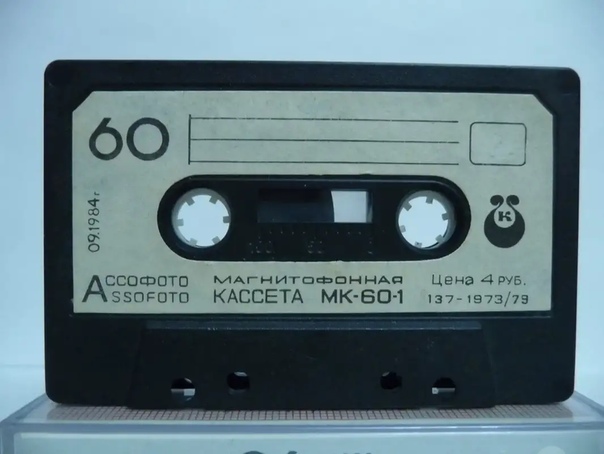 60
09.1984г
К
АССОФОТО
ASSOFOTO
МАГНИТОФОННАЯ
КАССЕТА МК-60-1
Цена 4 РУБ.
137-1973/79